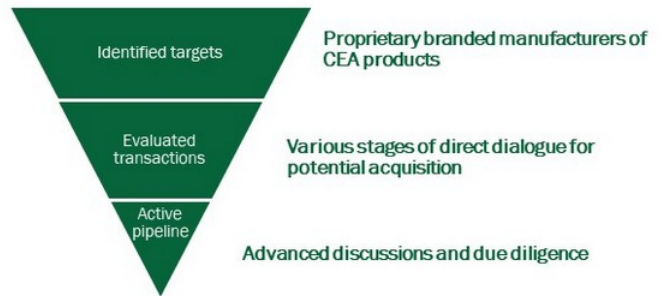 Identified targets
Proprietary branded manufacturers of
CEA products
Evaluated
transactions
Various stages of direct dialogue for
potential acquisition
Active
pipeline
Advanced discussions and due diligence